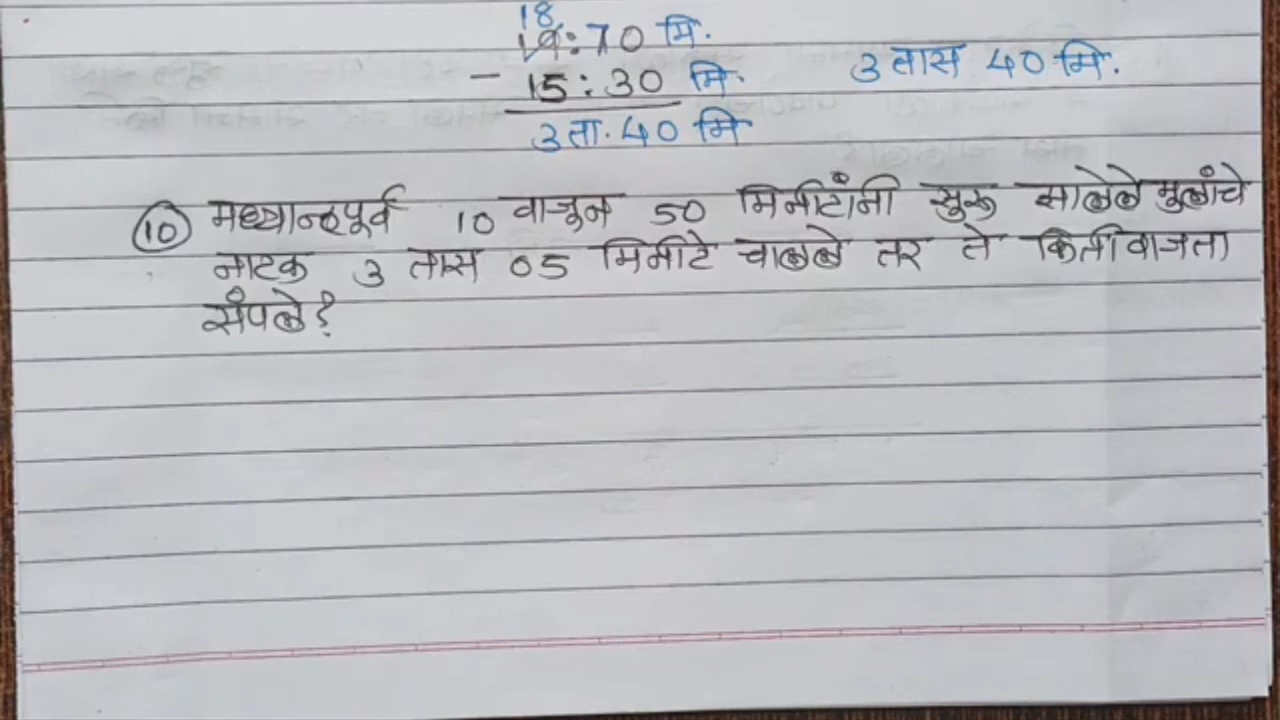 18
19:70 मि.
- 15:30 मि. 3 तास 40 मि.
3 ता. 40 मि
10 मध्यान्हपूर्व 10 वाजून 50 मिनीटांनी सुरू झालेले मुलांचे
नाटक 3 तास 05 मिनीटे चालले तर ते किती वाजता
संपले?